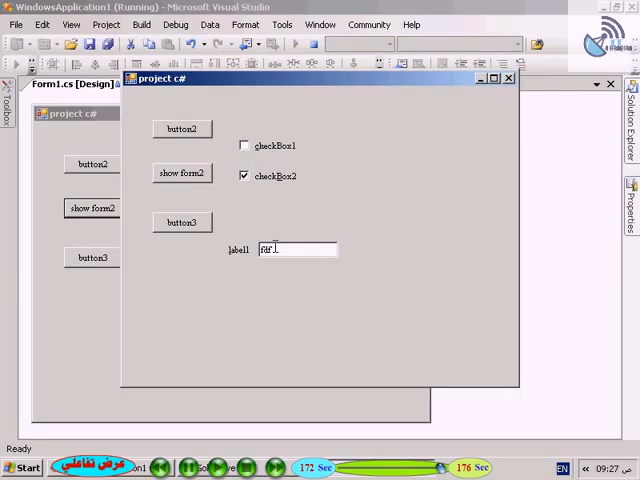 WindowsApplication1 (Running) - Microsoft Visual Studio
File Edit View Project Build Debug Data Format Tools Window Community Help
Form1.cs [Design]
Toolbox
Solution Explorer
Properties
project c#
button2
show form2
button3
project c#
button2
checkBox1
show form2
checkBox2
button3
label1 fdf
Ready
Start
عرض تفاعلي
172 Sec
176 Sec
EN
09:27 ص